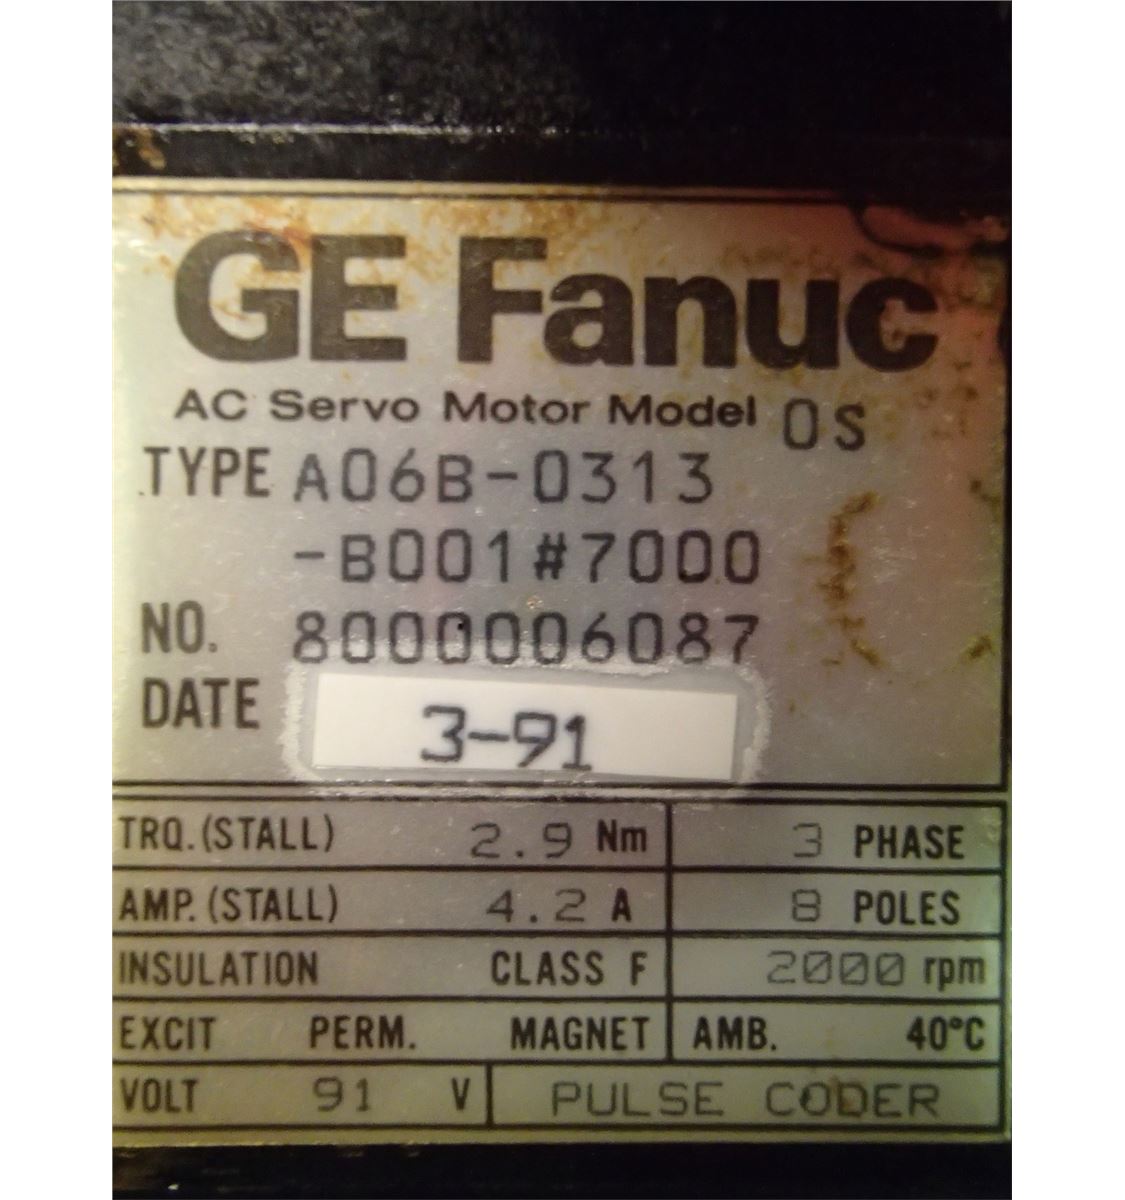 GE Fanuc
AC Servo Motor Model 0S
TYPE A06B-0313
-B001#7000
NO. 8000006087
DATE 3-91
TRQ.(STALL) 2.9 Nm 3 PHASE
AMP.(STALL) 4.2 A 8 POLES
INSULATION CLASS F 2000 rpm
EXCIT PERM. MAGNET AMB. 40°C
VOLT 91 V PULSE CODER